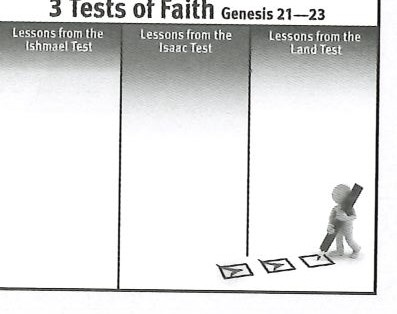 3 Tests of Faith Genesis 21—23
Lessons from the
Ishmael Test
Lessons from the
Isaac Test
Lessons from the
Land Test